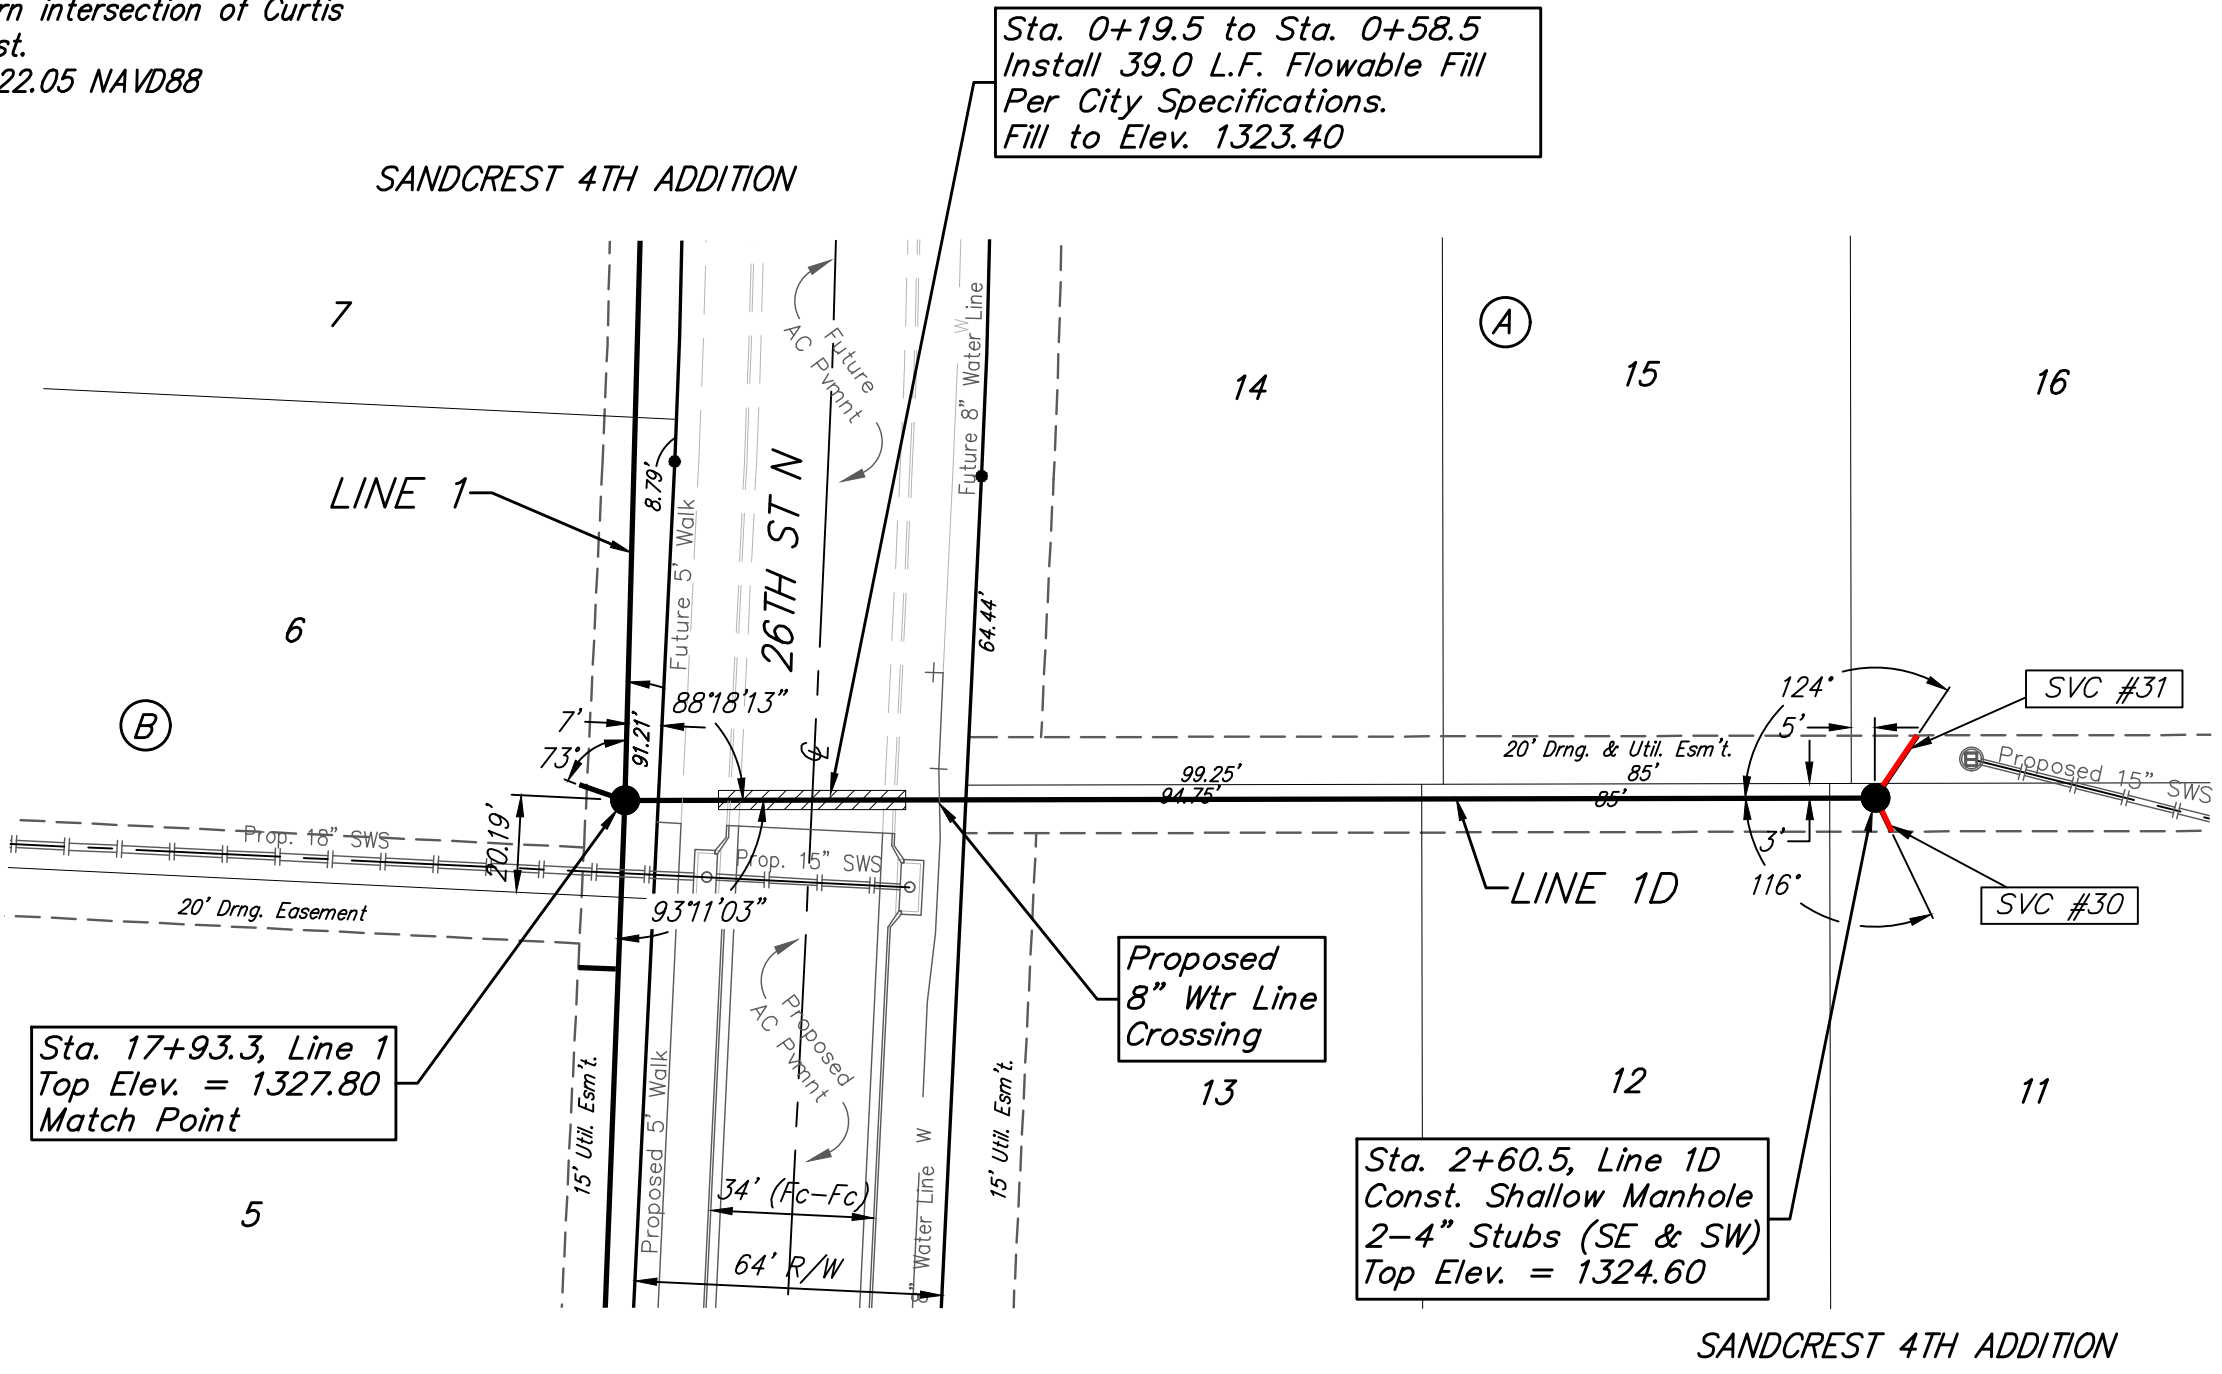 rn intersection of Curtis
st.
22.05 NAVD88
Sta. 0+19.5 to Sta. 0+58.5
Install 39.0 L.F. Flowable Fill
Per City Specifications.
Fill to Elev. 1323.40
SANDCREST 4TH ADDITION
7
A
14
15
16
Future
AC Pvmnt
Future 8" Water Line
W
LINE 1
8.79'
Future 5' Walk
26TH ST N
64.44'
6
B
7'
73°
91.21'
88°18'13"
20.19'
93°11'03"
Prop. 18" SWS
Prop. 15" SWS
20' Drng. Easement
99.25'
94.75'
20' Drng. & Util. Esm't.
85'
85'
124°
5'
3'
116°
SVC #31
SVC #30
Proposed 15" SWS
LINE 1D
Proposed
8" Wtr Line
Crossing
Sta. 17+93.3, Line 1
Top Elev. = 1327.80
Match Point
15' Util. Esm't.
Proposed 5' Walk
Proposed
AC Pvmnt
34' (Fc-Fc)
64' R/W
8" Water Line
W
15' Util. Esm't.
13
12
11
5
Sta. 2+60.5, Line 1D
Const. Shallow Manhole
2-4" Stubs (SE & SW)
Top Elev. = 1324.60
SANDCREST 4TH ADDITION